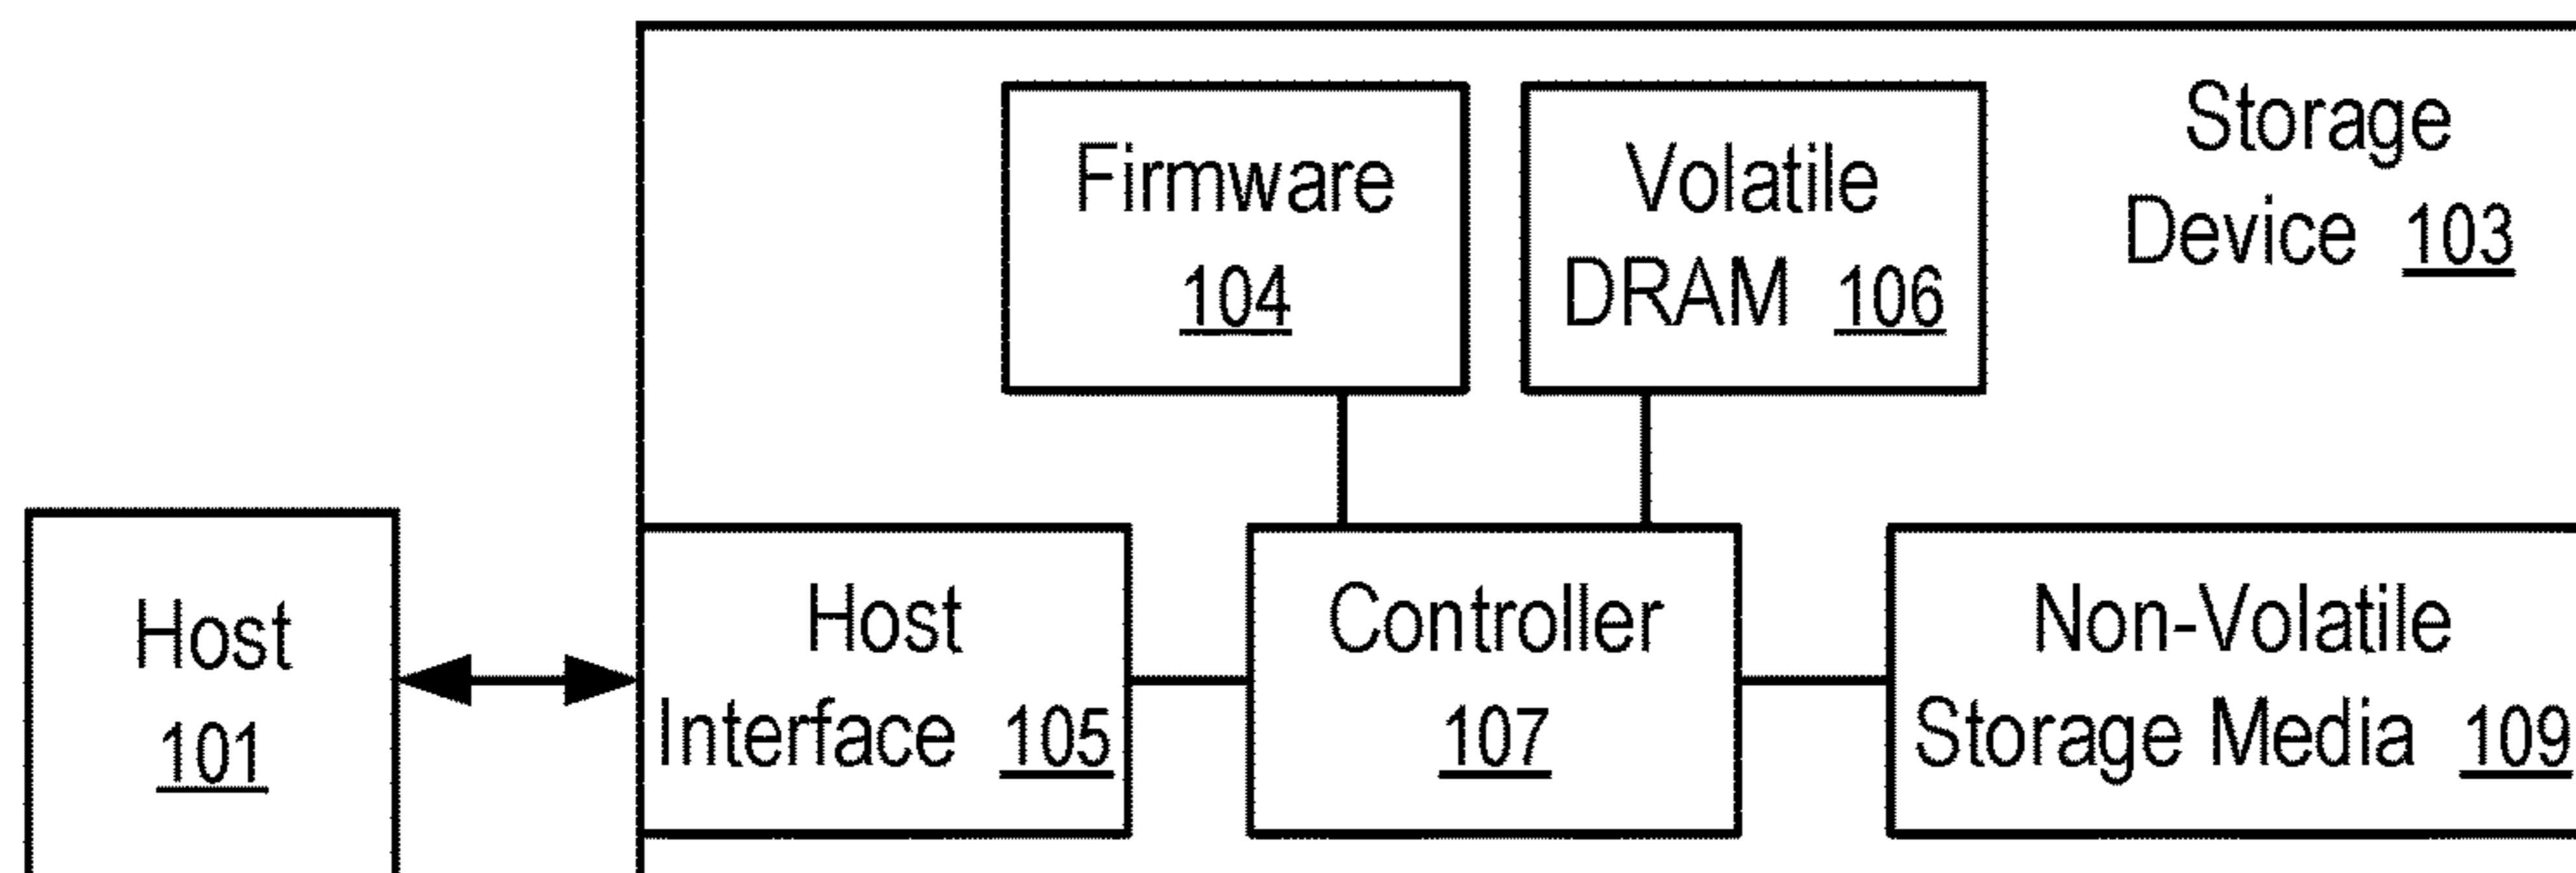 Storage
Device 103
Firmware
104
Volatile
DRAM 106
Host
101
Host
Interface 105
Controller
107
Non-Volatile
Storage Media 109